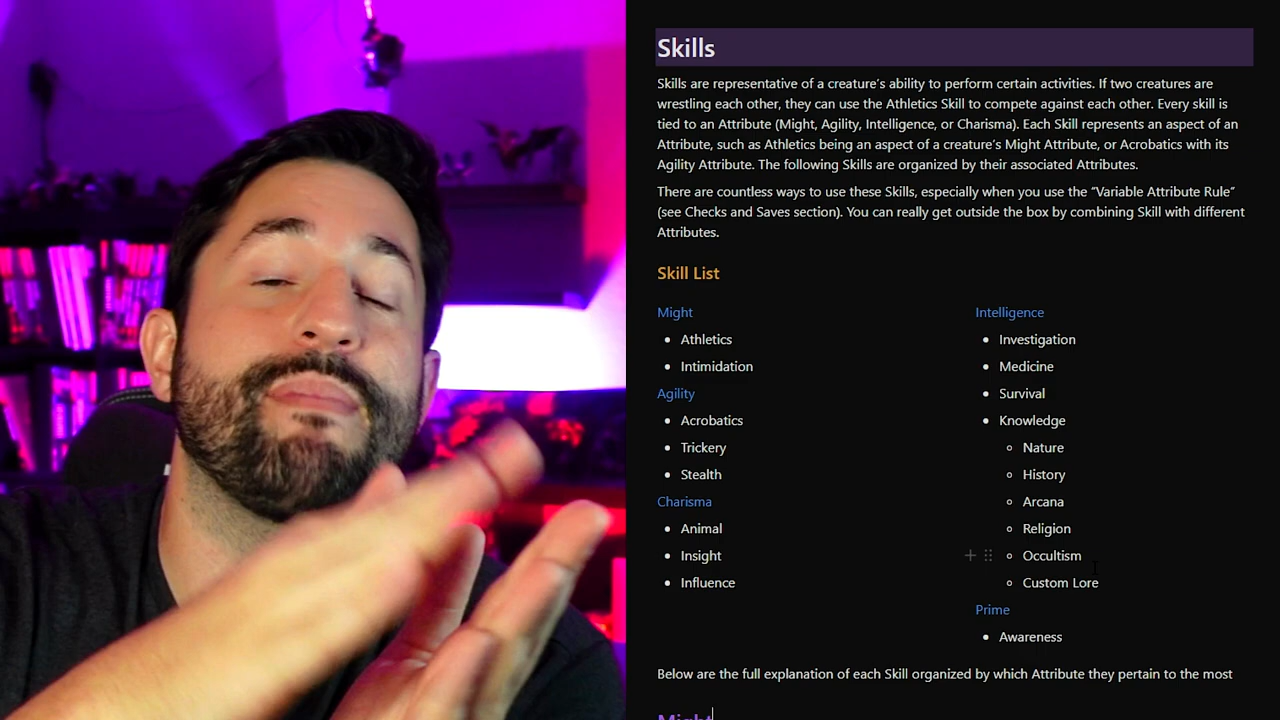 Skills
Skills are representative of a creature's ability to perform certain activities. If two creatures are
wrestling each other, they can use the Athletics Skill to compete against each other. Every skill is
tied to an Attribute (Might, Agility, Intelligence, or Charisma). Each Skill represents an aspect of an
Attribute, such as Athletics being an aspect of a creature's Might Attribute, or Acrobatics with its
Agility Attribute. The following Skills are organized by their associated Attributes.
There are countless ways to use these Skills, especially when you use the "Variable Attribute Rule"
(see Checks and Saves section). You can really get outside the box by combining Skill with different
Attributes.
Skill List
Might
Athletics
Intimidation
Agility
Acrobatics
Trickery
Stealth
Charisma
Animal
Insight
Influence
Intelligence
Investigation
Medicine
Survival
Knowledge
Nature
History
Arcana
Religion
Occultism
Custom Lore
Prime
Awareness
Below are the full explanation of each Skill organized by which Attribute they pertain to the most
Might